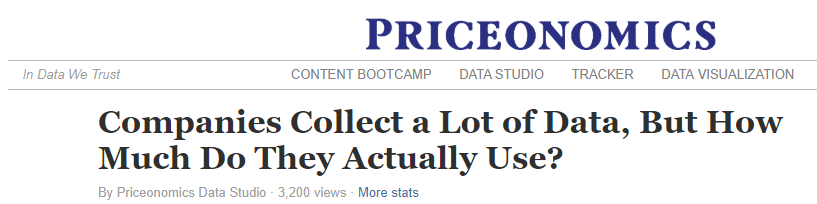 PRICEONOMICS
In Data We Trust
CONTENT BOOTCAMP DATA STUDIO TRACKER DATA VISUALIZATION
Companies Collect a Lot of Data, But How
Much Do They Actually Use?
By Priceonomics Data Studio · 3,200 views · More stats